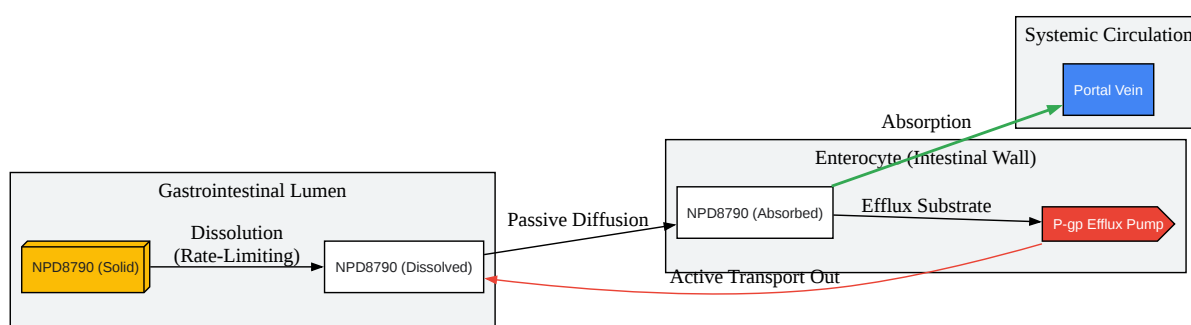 Systemic Circulation
Portal Vein
Absorption
Enterocyte (Intestinal Wall)
Gastrointestinal Lumen
NPD8790 (Absorbed)
Efflux Substrate
P-gp Efflux Pump
Passive Diffusion
Dissolution
(Rate-Limiting)
NPD8790 (Solid)
NPD8790 (Dissolved)
Active Transport Out